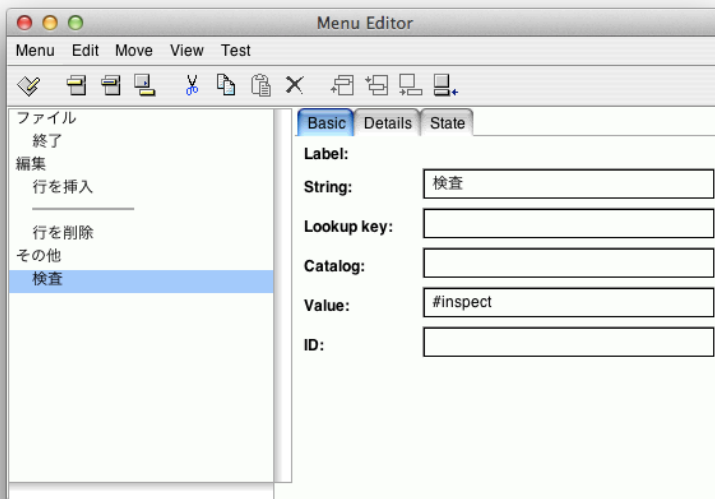 Menu Editor
Menu Edit Move View Test
ファイル
終了
編集
行を挿入
行を削除
その他
検査
Basic Details State
Label:
String: 検査
Lookup key:
Catalog:
Value: #inspect
ID: